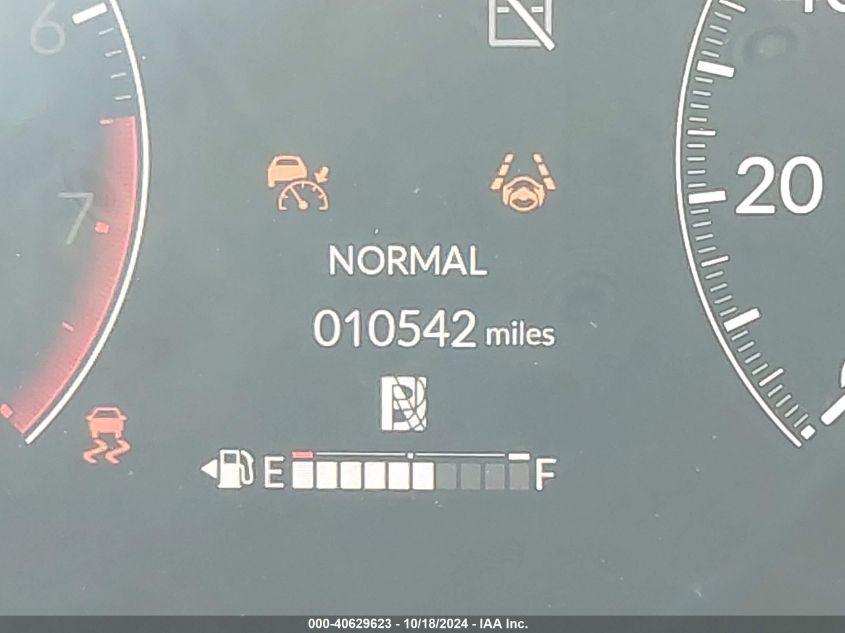 6
7
20
NORMAL
010542 miles
E F
000-40629623 - 10/18/2024 - IAA Inc.